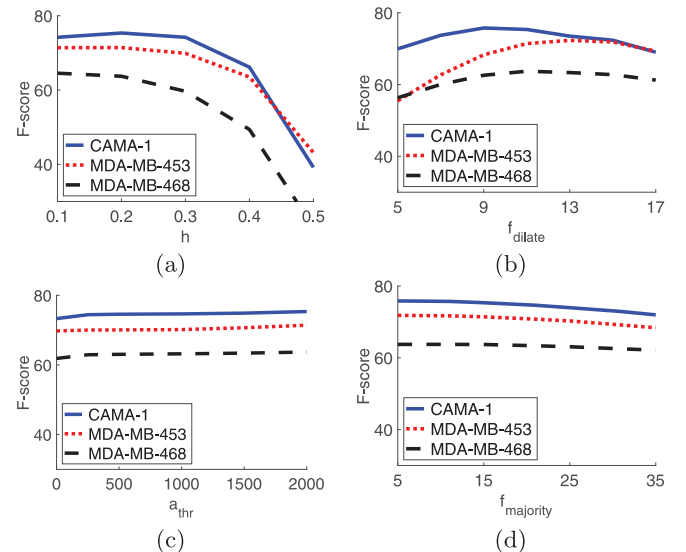 80
60
40
F-score
CAMA-1
MDA-MB-453
MDA-MB-468
0.1 0.2 0.3 0.4 0.5
h
(a)
80
60
40
F-score
CAMA-1
MDA-MB-453
MDA-MB-468
5 9 13 17
f_dilate
(b)
80
60
40
F-score
CAMA-1
MDA-MB-453
MDA-MB-468
0 500 1000 1500 2000
a_thr
(c)
80
60
40
F-score
CAMA-1
MDA-MB-453
MDA-MB-468
5 15 25 35
f_majority
(d)